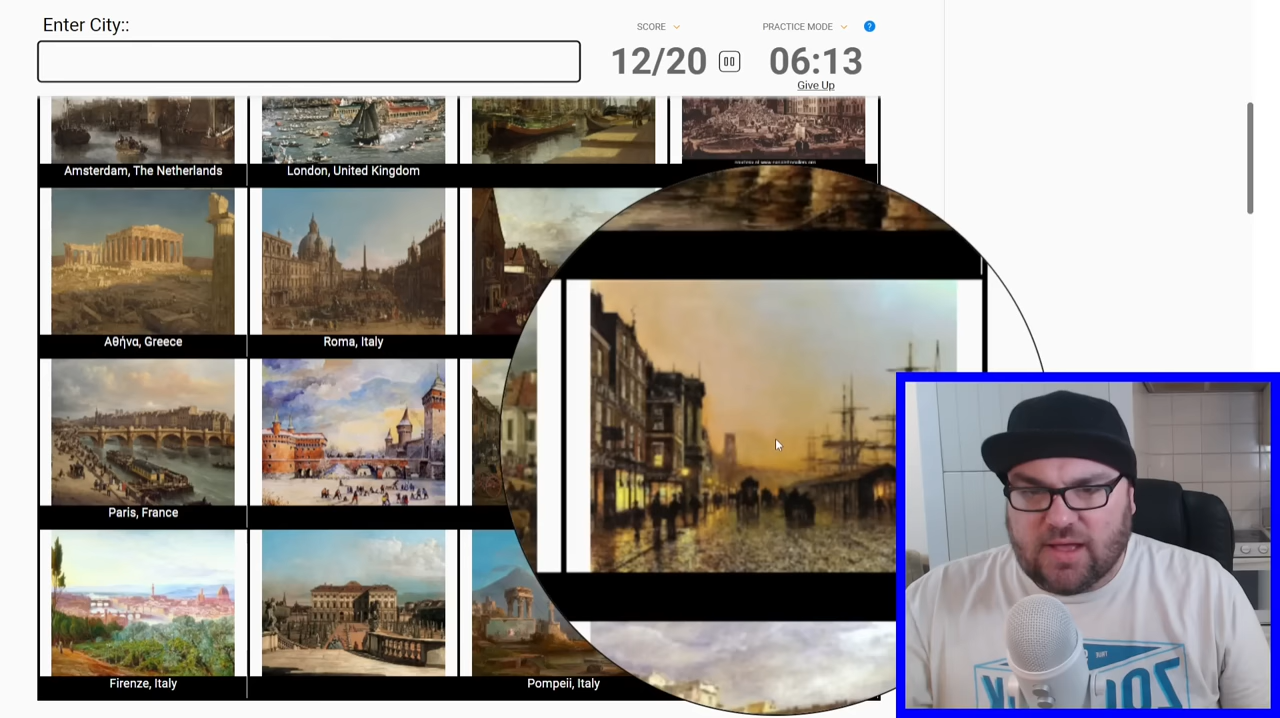 Enter City::
SCORE
PRACTICE MODE
?
12/20
06:13
Give Up
Amsterdam, The Netherlands
London, United Kingdom
Αθήνα, Greece
Roma, Italy
Paris, France
Firenze, Italy
Pompeii, Italy